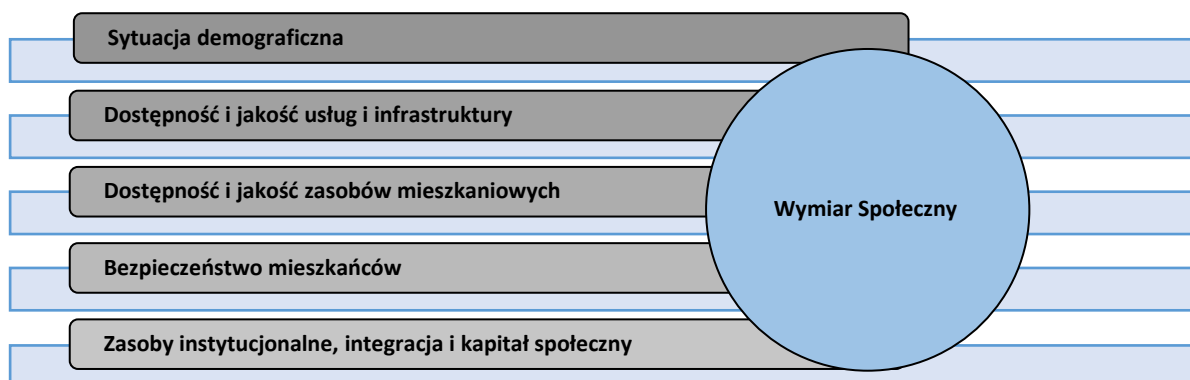 Sytuacja demograficzna
Dostępność i jakość usług i infrastruktury
Dostępność i jakość zasobów mieszkaniowych
Wymiar Społeczny
Bezpieczeństwo mieszkańców
Zasoby instytucjonalne, integracja i kapitał społeczny